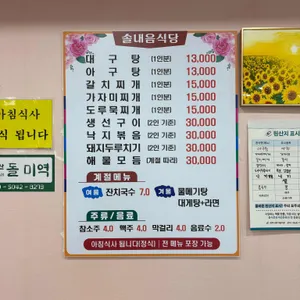 솔내음식당
대구탕 (1인분) 13,000
아구탕 (1인분) 13,000
갈치찌개 (1인분) 15,000
가자미찌개 (1인분) 15,000
도루묵찌개 (1인분) 15,000
생선구이 (2인 기준) 30,000
낙지볶음 (2인 기준) 30,000
돼지두루치기 (2인 기준) 30,000
해물모듬 (계절 따라) 30,000
계절메뉴
여름 잔치국수 7.0 겨울 물메기탕
대게탕+라면
주류/음료
참소주 4.0 맥주 4.0 막걸리 4.0 음료수 2.0
아침식사 됩니다(정식) | 전 메뉴 포장 가능
아침식사
식 됩니다
돌미역
원산지 표시판